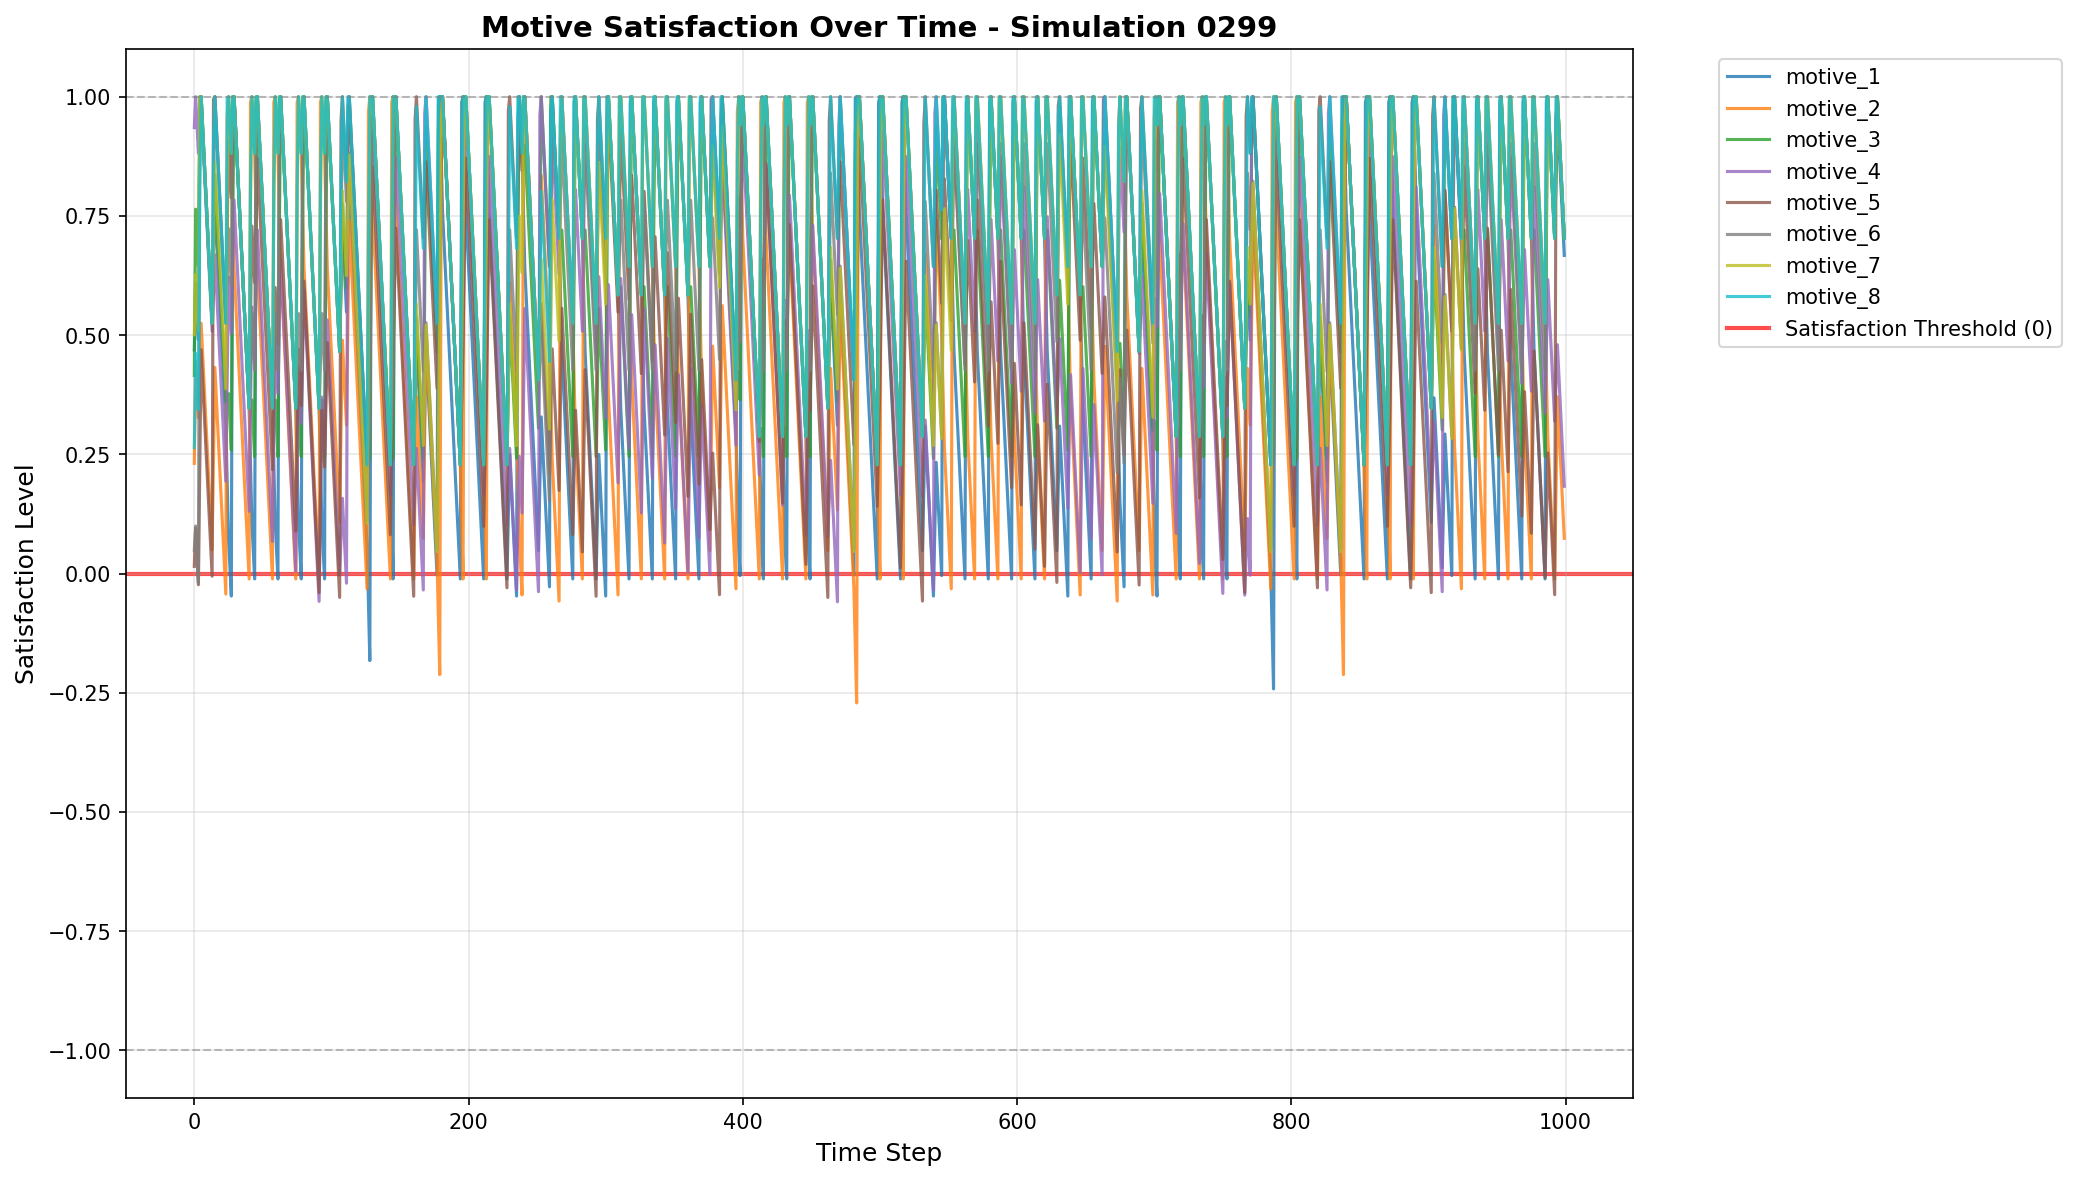 Motive Satisfaction Over Time - Simulation 0299
Satisfaction Level
1.00
0.75
0.50
0.25
0.00
−0.25
−0.50
−0.75
−1.00
0
200
400
600
800
1000
Time Step
motive_1
motive_2
motive_3
motive_4
motive_5
motive_6
motive_7
motive_8
Satisfaction Threshold (0)